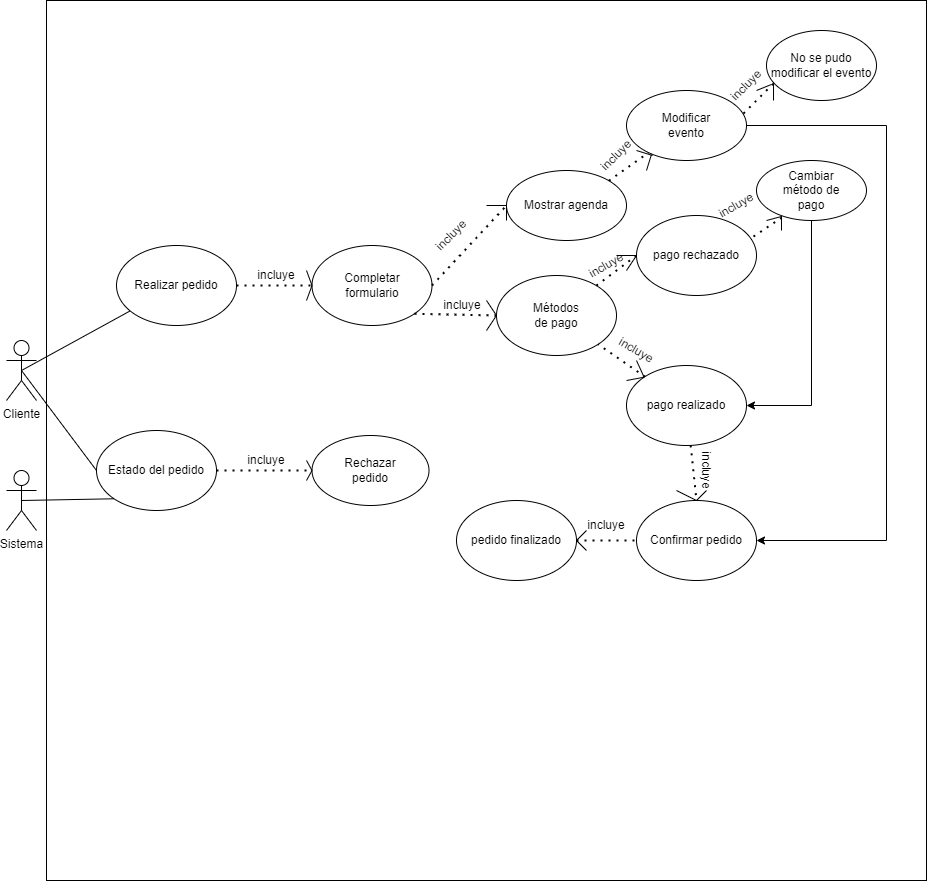 No se pudo
modificar el evento
incluye
Modificar
evento
incluye
Cambiar
método de
pago
Mostrar agenda
incluye
incluye
pago rechazado
incluye
Realizar pedido
incluye
Completar
formulario
incluye
Métodos
de pago
incluye
Cliente
pago realizado
Estado del pedido
incluye
Rechazar
pedido
incluye
Sistema
pedido finalizado
incluye
Confirmar pedido